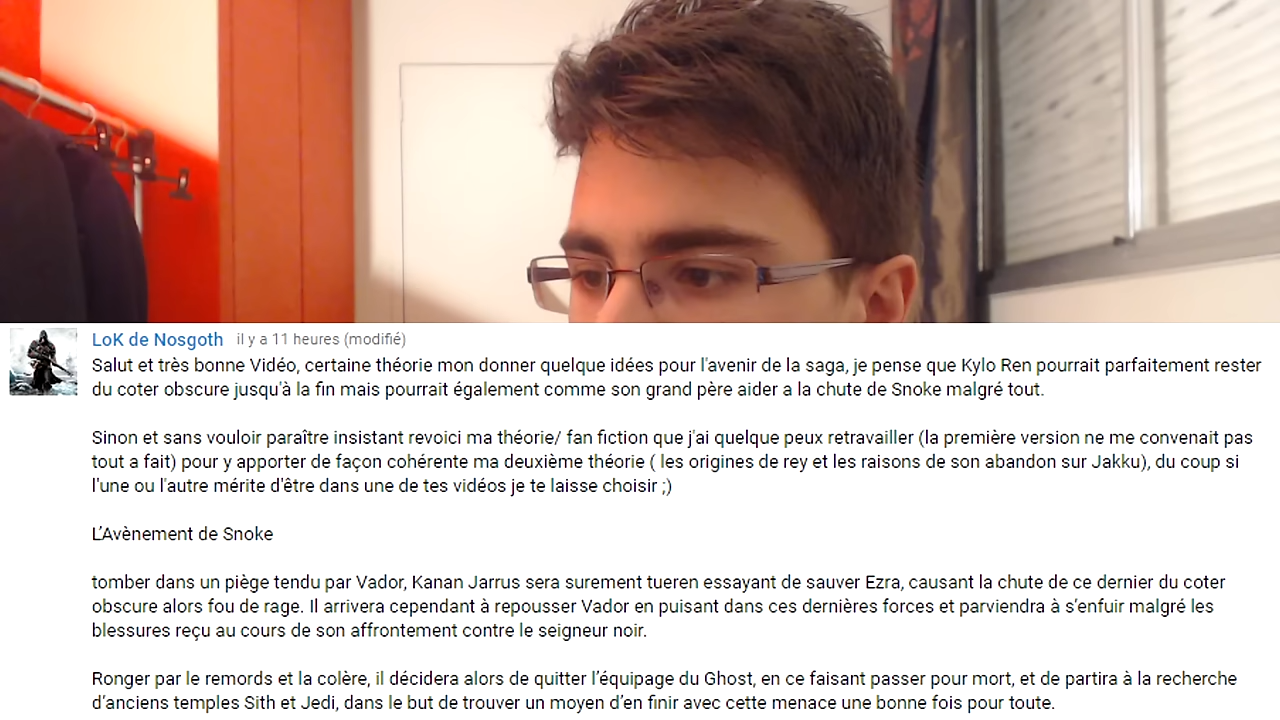 LoK de Nosgoth il y a 11 heures (modifié)
Salut et très bonne Vidéo, certaine théorie mon donner quelque idées pour l'avenir de la saga, je pense que Kylo Ren pourrait parfaitement rester
du coter obscure jusqu'à la fin mais pourrait également comme son grand père aider a la chute de Snoke malgré tout.
Sinon et sans vouloir paraître insistant revoici ma théorie/ fan fiction que j'ai quelque peux retravailler (la première version ne me convenait pas
tout a fait) pour y apporter de façon cohérente ma deuxième théorie ( les origines de rey et les raisons de son abandon sur Jakku), du coup si
l'une ou l'autre mérite d'être dans une de tes vidéos je te laisse choisir ;)
L'Avènement de Snoke
tomber dans un piège tendu par Vador, Kanan Jarrus sera surement tueren essayant de sauver Ezra, causant la chute de ce dernier du coter
obscure alors fou de rage. Il arrivera cependant à repousser Vador en puisant dans ces dernières forces et parviendra à s'enfuir malgré les
blessures reçu au cours de son affrontement contre le seigneur noir.
Ronger par le remords et la colère, il décidera alors de quitter l'équipage du Ghost, en ce faisant passer pour mort, et de partira à la recherche
d'anciens temples Sith et Jedi, dans le but de trouver un moyen d'en finir avec cette menace une bonne fois pour toute.